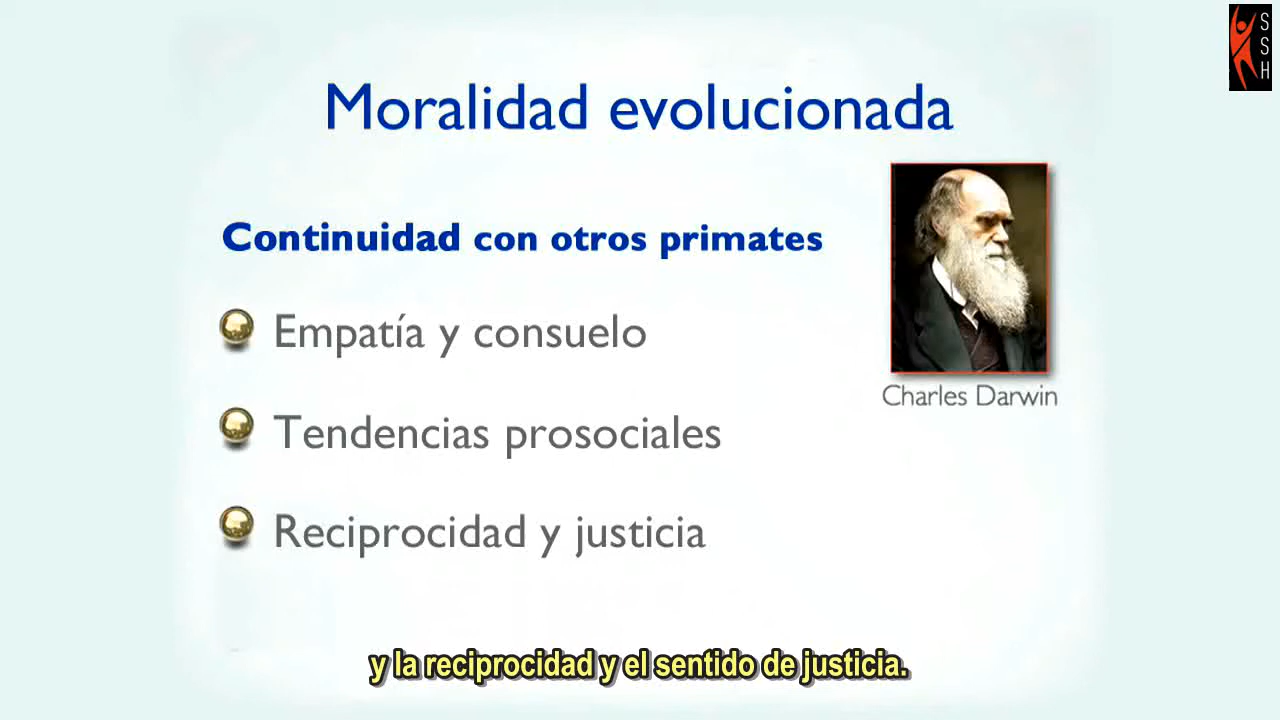 S
S
H
Moralidad evolucionada
Continuidad con otros primates
Empatía y consuelo
Tendencias prosociales
Reciprocidad y justicia
Charles Darwin
y la reciprocidad y el sentido de justicia.